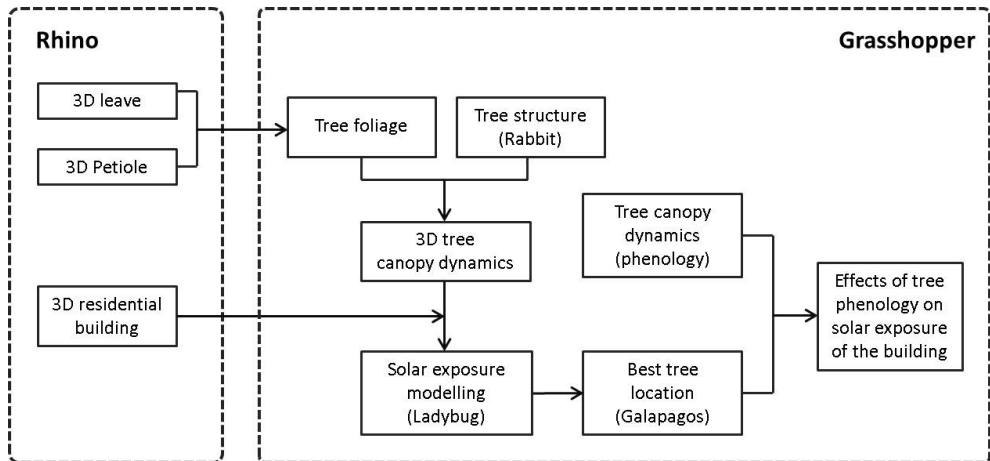 Rhino
3D leave
3D Petiole
3D residential
building
Grasshopper
Tree foliage
Tree structure
(Rabbit)
3D tree
canopy dynamics
Tree canopy
dynamics
(phenology)
Solar exposure
modelling
(Ladybug)
Best tree
location
(Galapagos)
Effects of tree
phenology on
solar exposure
of the building